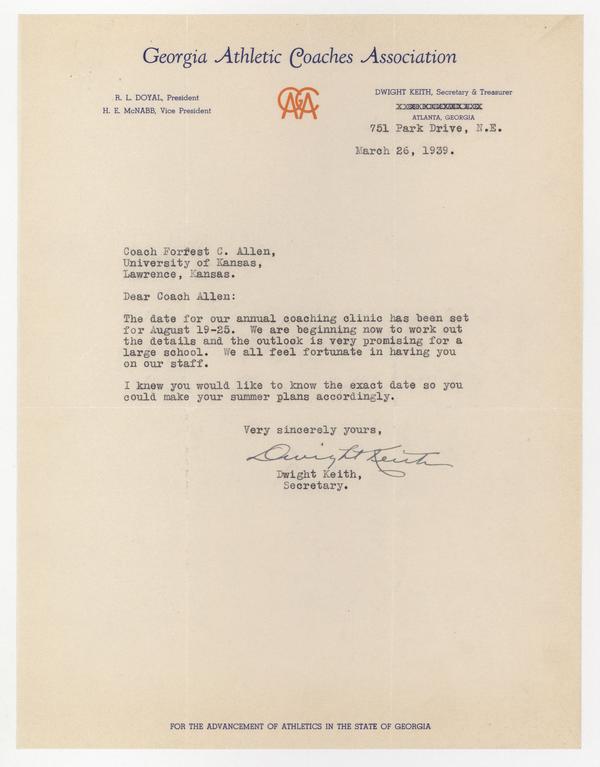 Georgia Athletic Coaches Association
R. L. DOYAL, President
H. E. McNABB, Vice President
GACA
DWIGHT KEITH, Secretary & Treasurer
ATLANTA, GEORGIA
751 Park Drive, N.E.
March 26, 1939.
Coach Forrest C. Allen,
University of Kansas,
Lawrence, Kansas.
Dear Coach Allen:
The date for our annual coaching clinic has been set
for August 19-25. We are beginning now to work out
the details and the outlook is very promising for a
large school. We all feel fortunate in having you
on our staff.
I knew you would like to know the exact date so you
could make your summer plans accordingly.
Very sincerely yours,
Dwight Keith
Dwight Keith,
Secretary.
FOR THE ADVANCEMENT OF ATHLETICS IN THE STATE OF GEORGIA